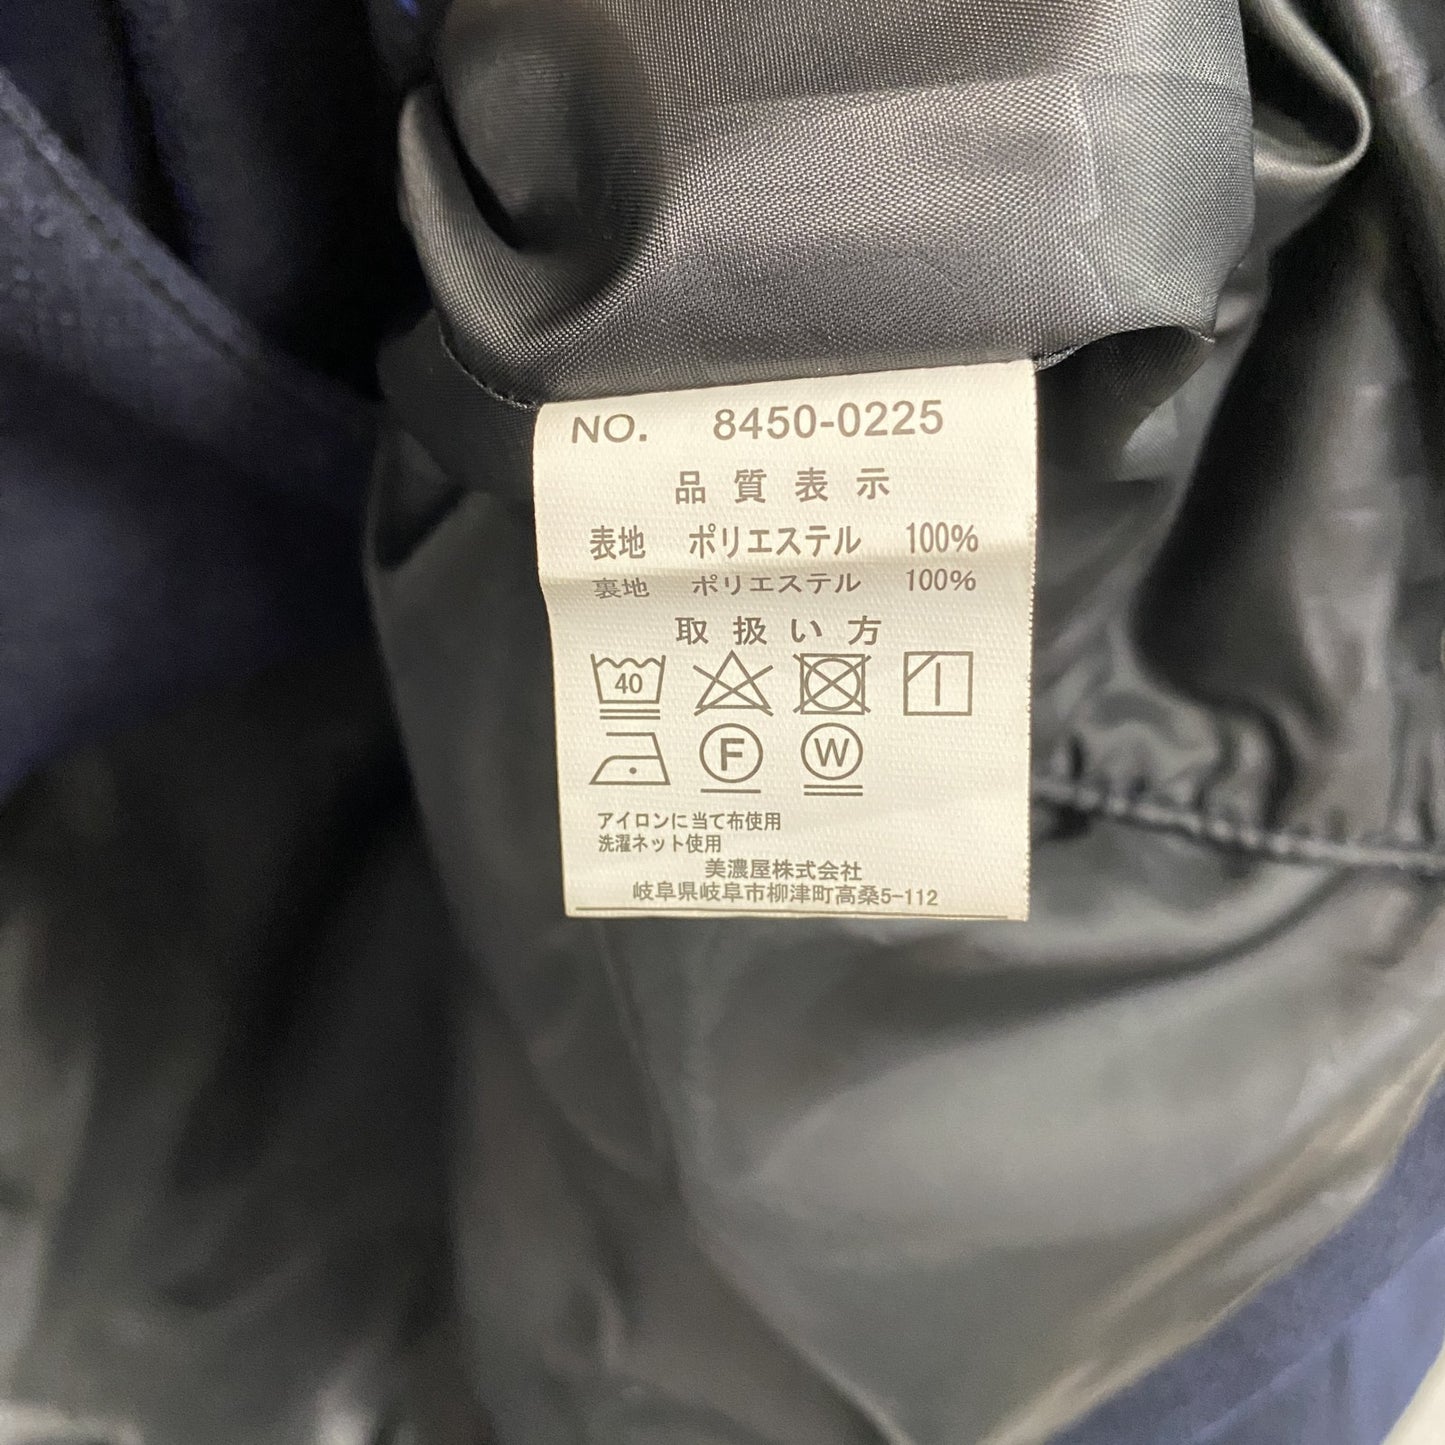 NO. 8450-0225
品質表示
表地 ポリエステル 100%
裏地 ポリエステル 100%
取扱い方
40
F W
アイロンに当て布使用
洗濯ネット使用
美濃屋株式会社
岐阜県岐阜市柳津町高桑5-112